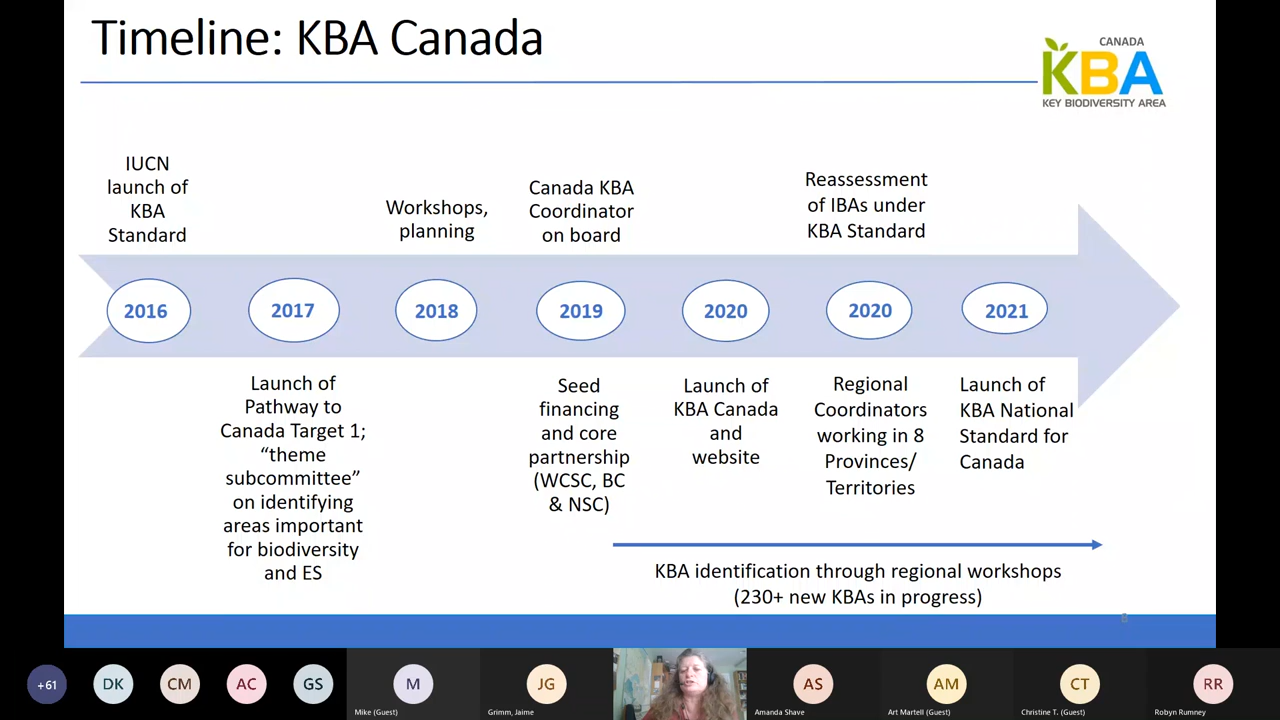 Timeline: KBA Canada
CANADA
KBA
KEY BIODIVERSITY AREA
IUCN
launch of
KBA
Standard
Workshops,
planning
Canada KBA
Coordinator
on board
Reassessment
of IBAs under
KBA Standard
2016
2017
2018
2019
2020
2020
2021
Launch of
Pathway to
Canada Target 1;
“theme
subcommittee”
on identifying
areas important
for biodiversity
and ES
Seed
financing
and core
partnership
(WCSC, BC
& NSC)
Launch of
KBA Canada
and
website
Regional
Coordinators
working in 8
Provinces/
Territories
Launch of
KBA National
Standard for
Canada
KBA identification through regional workshops
(230+ new KBAs in progress)
+61
DK
CM
AC
GS
M
Mike (Guest)
JG
Grimm, Jaime
AS
Amanda Shave
AM
Art Martell (Guest)
CT
Christine T. (Guest)
RR
Robyn Rumney